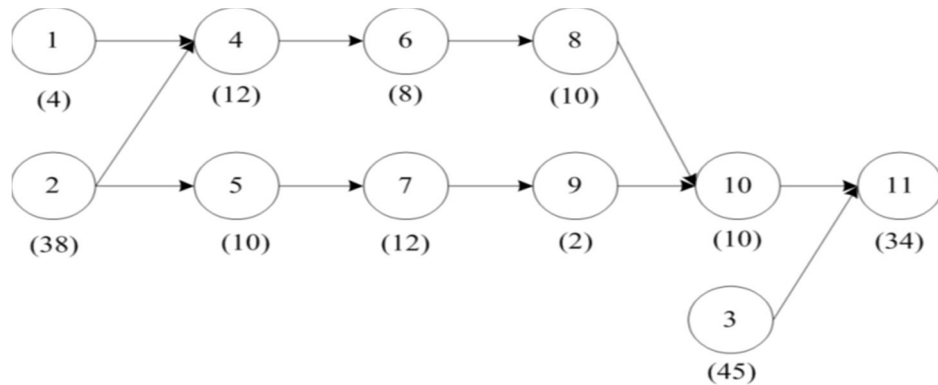 1 4 6 8
(4) (12) (8) (10)
2 5 7 9 10 11
(38) (10) (12) (2) (10) (34)
3
(45)